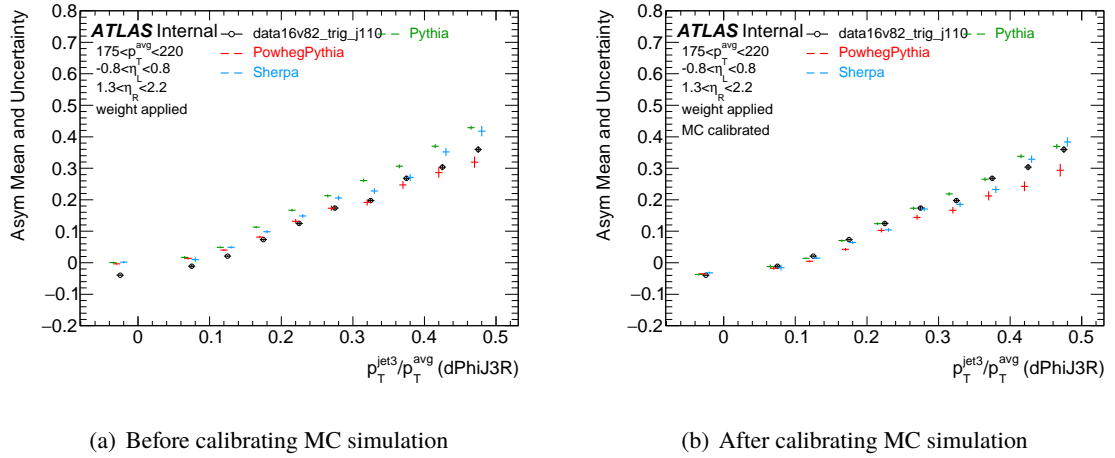 ATLAS Internal
175<p_T^avg<220
-0.8<η_L<0.8
1.3<η_R<2.2
weight applied
data16v82_trig_j110
Pythia
PowhegPythia
Sherpa
Asym Mean and Uncertainty
0.8
0.7
0.6
0.5
0.4
0.3
0.2
0.1
0
−0.1
−0.2
0 0.1 0.2 0.3 0.4 0.5
p_T^jet3/p_T^avg (dPhiJ3R)
(a) Before calibrating MC simulation
ATLAS Internal
175<p_T^avg<220
-0.8<η_L<0.8
1.3<η_R<2.2
weight applied
MC calibrated
data16v82_trig_j110
Pythia
PowhegPythia
Sherpa
Asym Mean and Uncertainty
0.8
0.7
0.6
0.5
0.4
0.3
0.2
0.1
0
−0.1
−0.2
0 0.1 0.2 0.3 0.4 0.5
p_T^jet3/p_T^avg (dPhiJ3R)
(b) After calibrating MC simulation